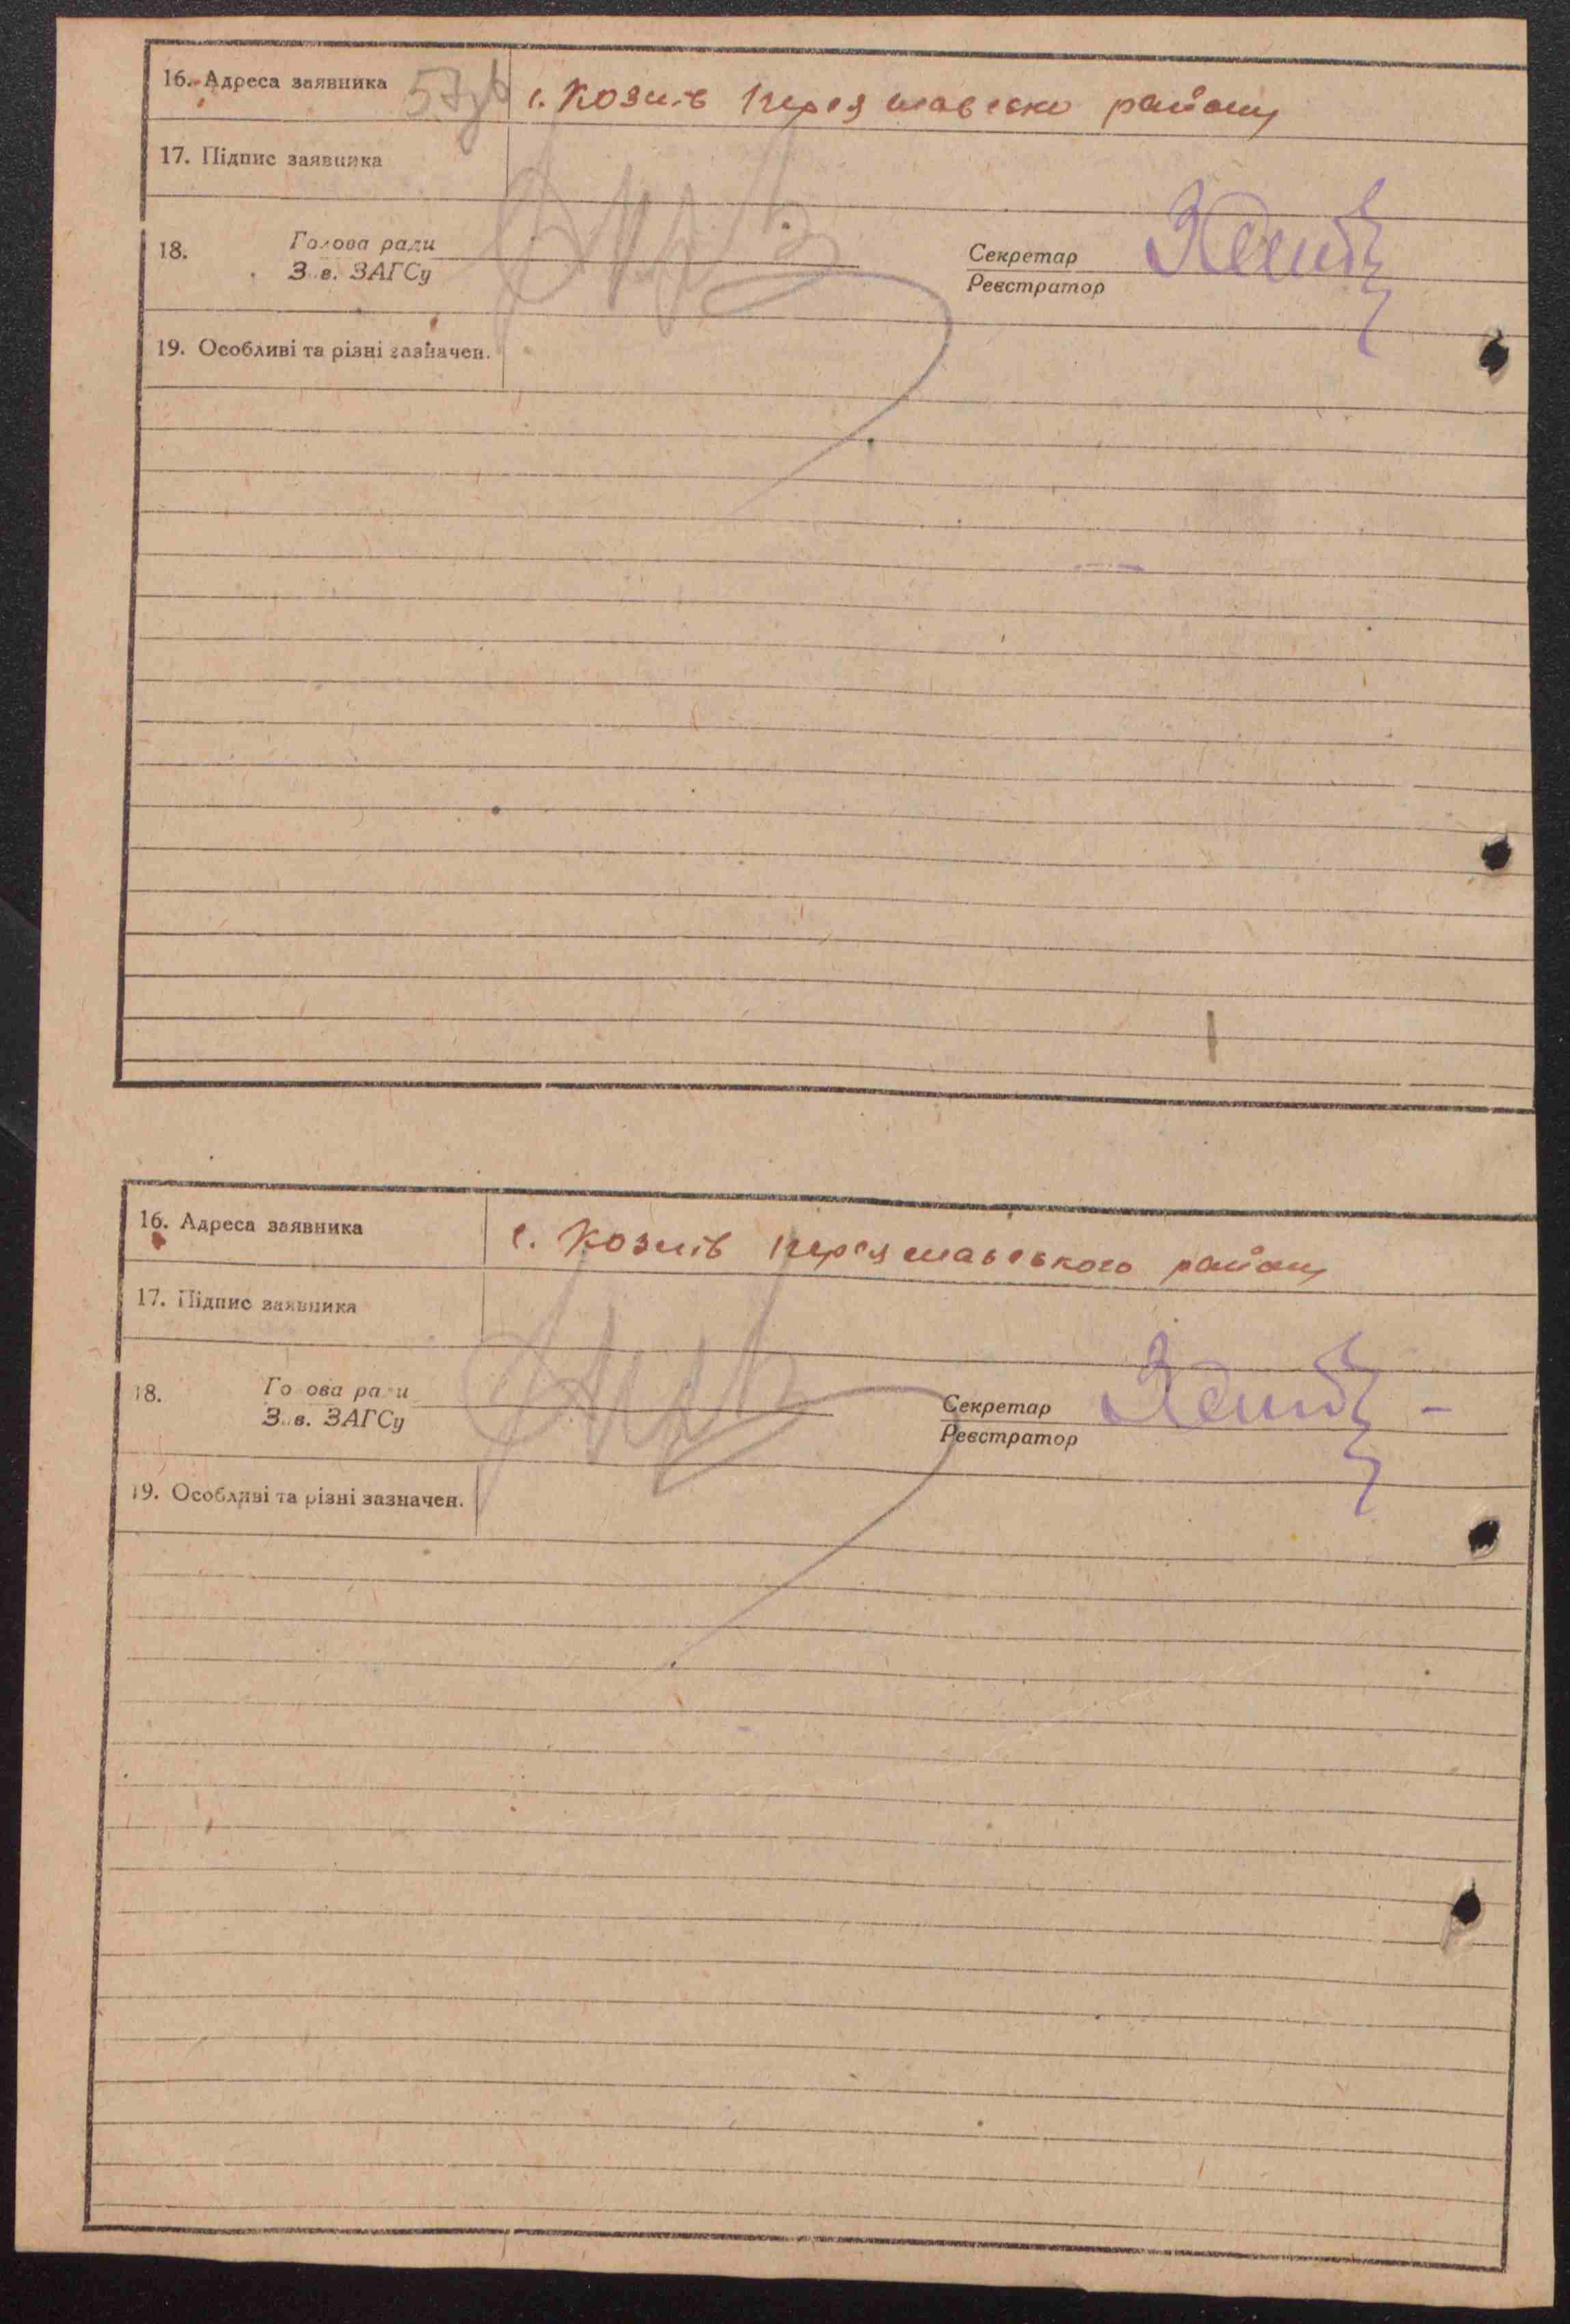 16. Адреса заявника с. Козлів Переяславсько району
17. Підпис заявника
18. Голова ради
Зав. ЗАГСу
Секретар
Реєстратор
19. Особливі та різні зазначен.
16. Адреса заявника с. Козлів Переяславського району
17. Підпис заявника
18. Голова ради
Зав. ЗАГСу
Секретар
Реєстратор
19. Особливі та різні зазначен.